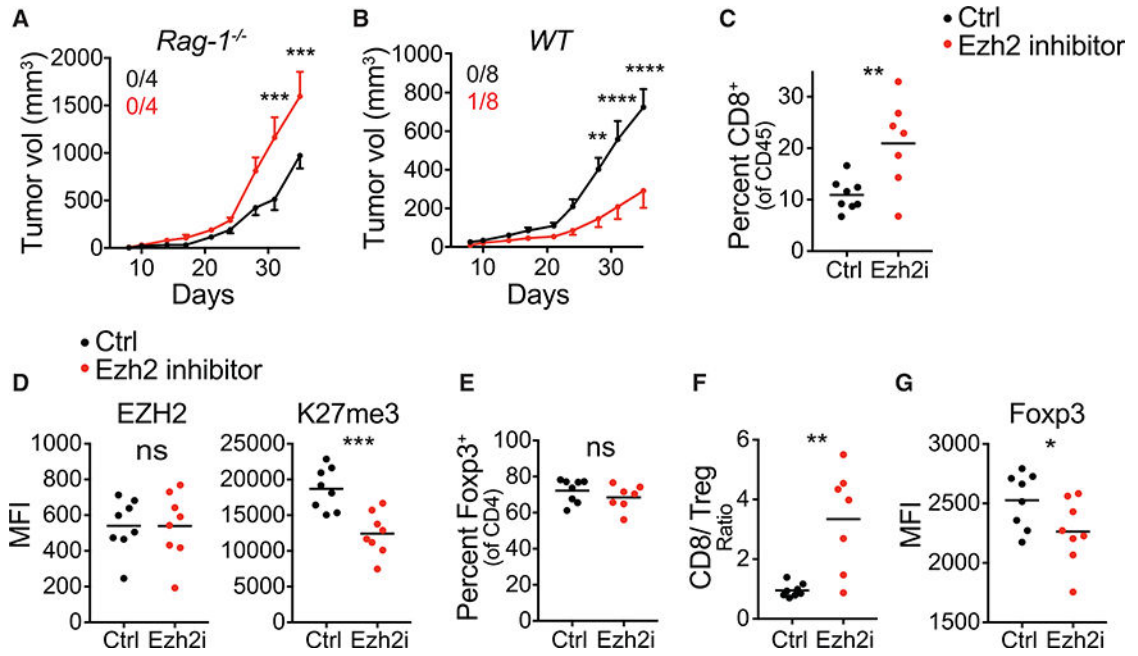 A
Rag-1-/-
Tumor vol (mm³)
2000
1500
1000
500
0
0/4
0/4
***
***
10
20
30
Days
B
WT
Tumor vol (mm³)
1000
800
600
400
200
0
0/8
1/8
**
****
****
10
20
30
Days
C
Ctrl
Ezh2 inhibitor
Percent CD8⁺
(of CD45)
30
20
10
0
**
Ctrl
Ezh2i
Ctrl
Ezh2 inhibitor
D
EZH2
MFI
1000
800
600
400
200
0
ns
Ctrl
Ezh2i
K27me3
25000
20000
15000
10000
5000
0
***
Ctrl
Ezh2i
E
Percent Foxp3⁺
(of CD4)
100
80
60
40
20
0
ns
Ctrl
Ezh2i
F
CD8/ Treg
Ratio
6
4
2
0
**
Ctrl
Ezh2i
G
Foxp3
MFI
3000
2500
2000
1500
*
Ctrl
Ezh2i